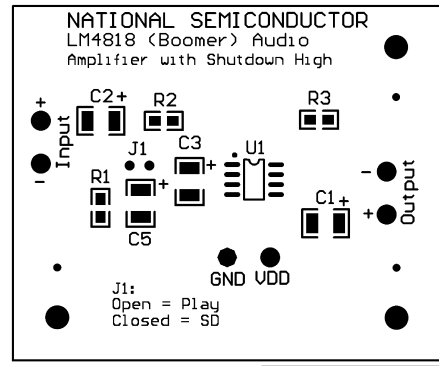 NATIONAL SEMICONDUCTOR
LM4818 (Boomer) Audio
Amplifier with Shutdown High
C2+
R2
R3
+
Input
-
J1
C3
+
U1
R1
+
C5
C1+
-
+
Output
GND VDD
J1:
Open = Play
Closed = SD